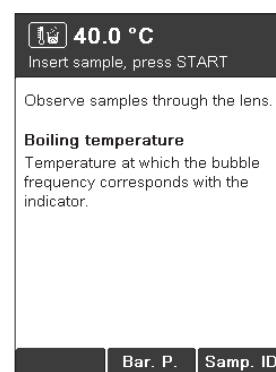 40.0 °C
Insert sample, press START
Observe samples through the lens.
Boiling temperature
Temperature at which the bubble
frequency corresponds with the
indicator.
Bar. P. Samp. ID